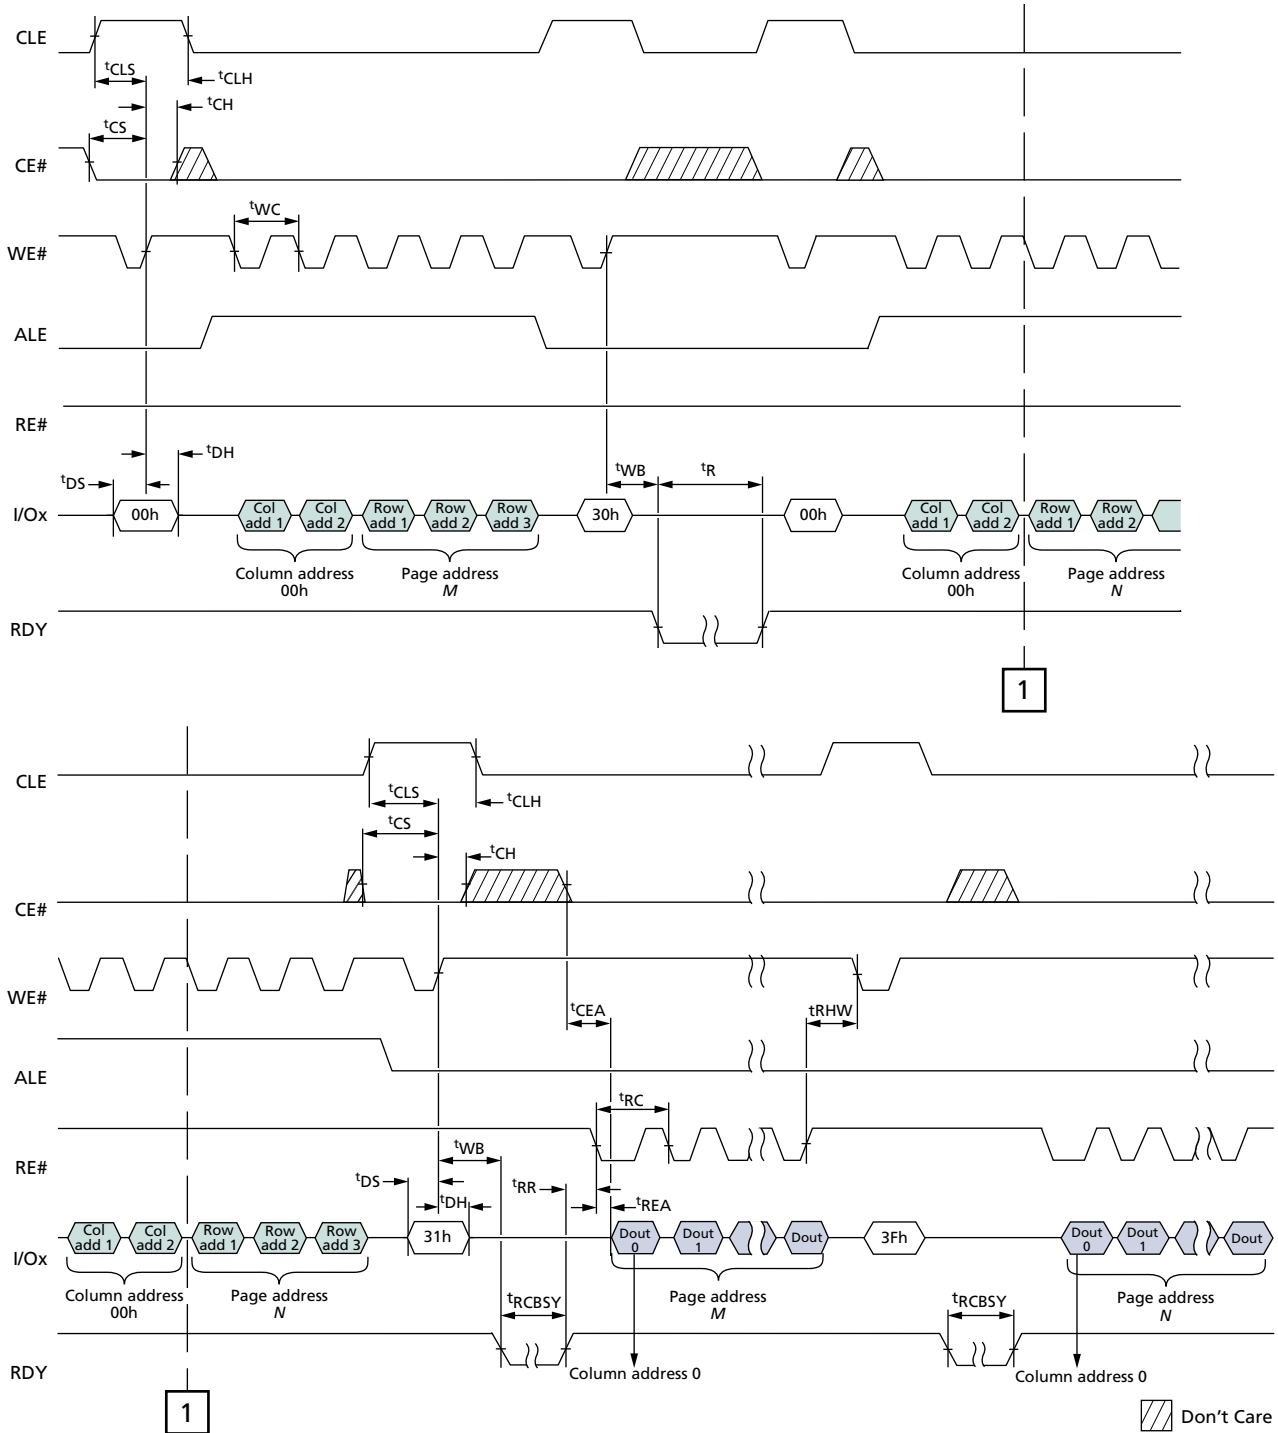 CLE
tCLS
tCLH
tCH
tCS
CE#
tWC
WE#
ALE
RE#
tDH
tDS
tWB
tR
I/Ox
00h
Col add 1
Col add 2
Row add 1
Row add 2
Row add 3
30h
00h
Col add 1
Col add 2
Row add 1
Row add 2
Column address 00h
Page address M
Column address 00h
Page address N
RDY
1
CLE
tCLS
tCLH
tCS
tCH
CE#
WE#
tCEA
tRHW
ALE
tRC
RE#
tWB
tDS
tDH
tRR
tREA
I/Ox
Col add 1
Col add 2
Row add 1
Row add 2
Row add 3
31h
Dout 0
Dout 1
Dout
3Fh
Dout 0
Dout 1
Dout
Column address 00h
Page address N
tRCBSY
Page address M
tRCBSY
Page address N
RDY
Column address 0
Column address 0
1
Don't Care